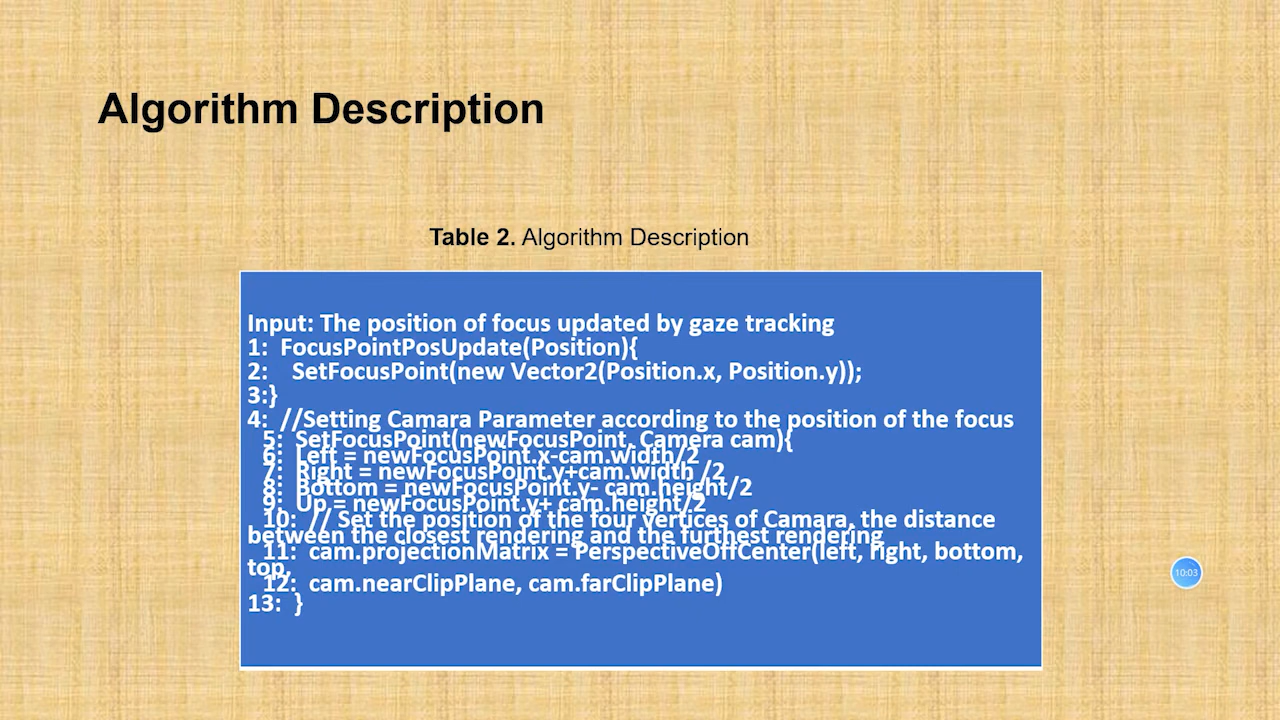 Algorithm Description
Table 2. Algorithm Description
Input: The position of focus updated by gaze tracking
1: FocusPointPosUpdate(Position){
2: SetFocusPoint(new Vector2(Position.x, Position.y));
3:}
4: //Setting Camara Parameter according to the position of the focus
5: SetFocusPoint(newFocusPoint, Camera cam){
6: Left = newFocusPoint.x-cam.width/2
7: Right = newFocusPoint.y+cam.width /2
8: Bottom = newFocusPoint.y- cam.height/2
9: Up = newFocusPoint.y+ cam.height/2
10: // Set the position of the four vertices of Camara, the distance
between the closest rendering and the furthest rendering
11: cam.projectionMatrix = PerspectiveOffCenter(left, right, bottom,
top,
12: cam.nearClipPlane, cam.farClipPlane)
13: }
10:03